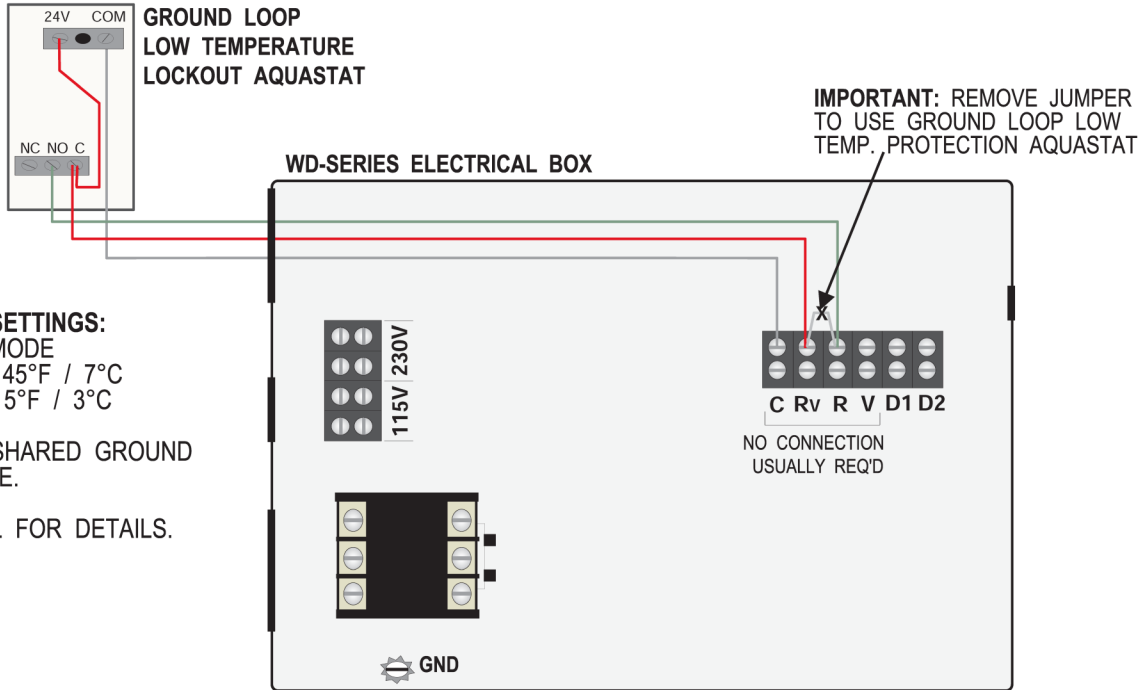 24V COM
GROUND LOOP
LOW TEMPERATURE
LOCKOUT AQUASTAT
NC NO C
IMPORTANT: REMOVE JUMPER
TO USE GROUND LOOP LOW
TEMP. PROTECTION AQUASTAT
WD-SERIES ELECTRICAL BOX
SETTINGS:
MODE
45°F / 7°C
5°F / 3°C
SHARED GROUND
E.
FOR DETAILS.
230V
115V
X
C RV R V D1 D2
NO CONNECTION
USUALLY REQ'D
GND